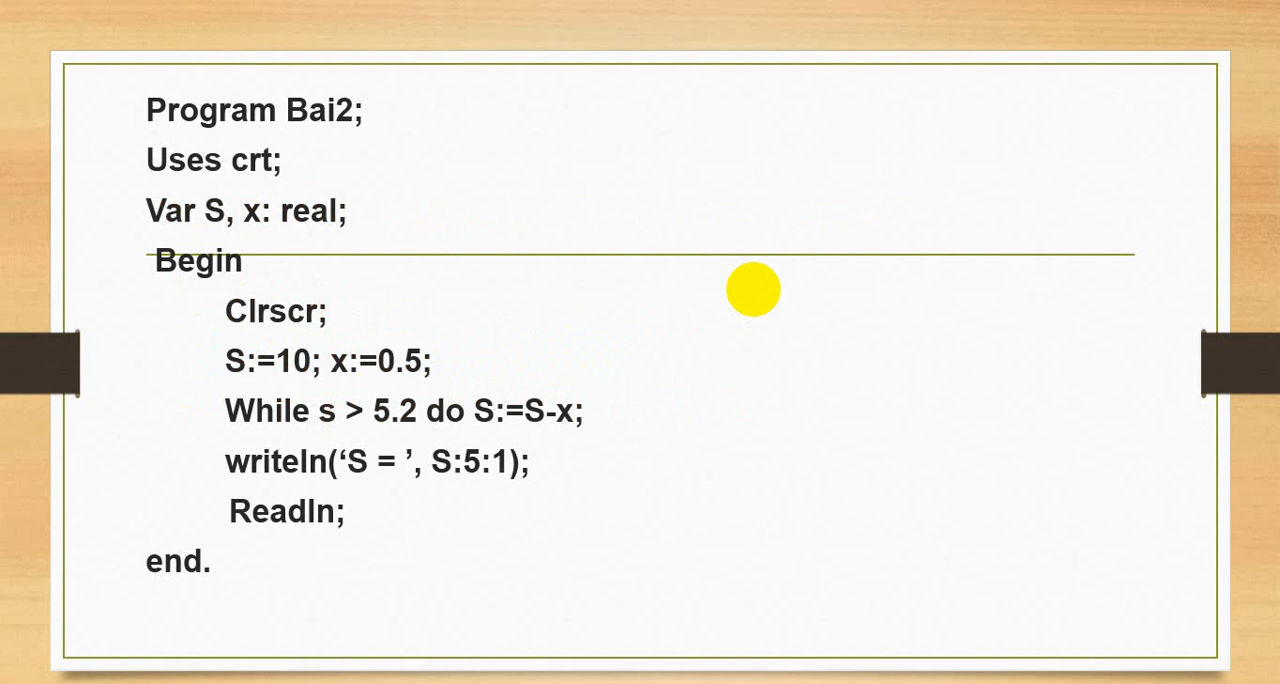 Program Bai2;
Uses crt;
Var S, x: real;
Begin
Clrscr;
S:=10; x:=0.5;
While s > 5.2 do S:=S-x;
writeln(‘S = ’, S:5:1);
Readln;
end.